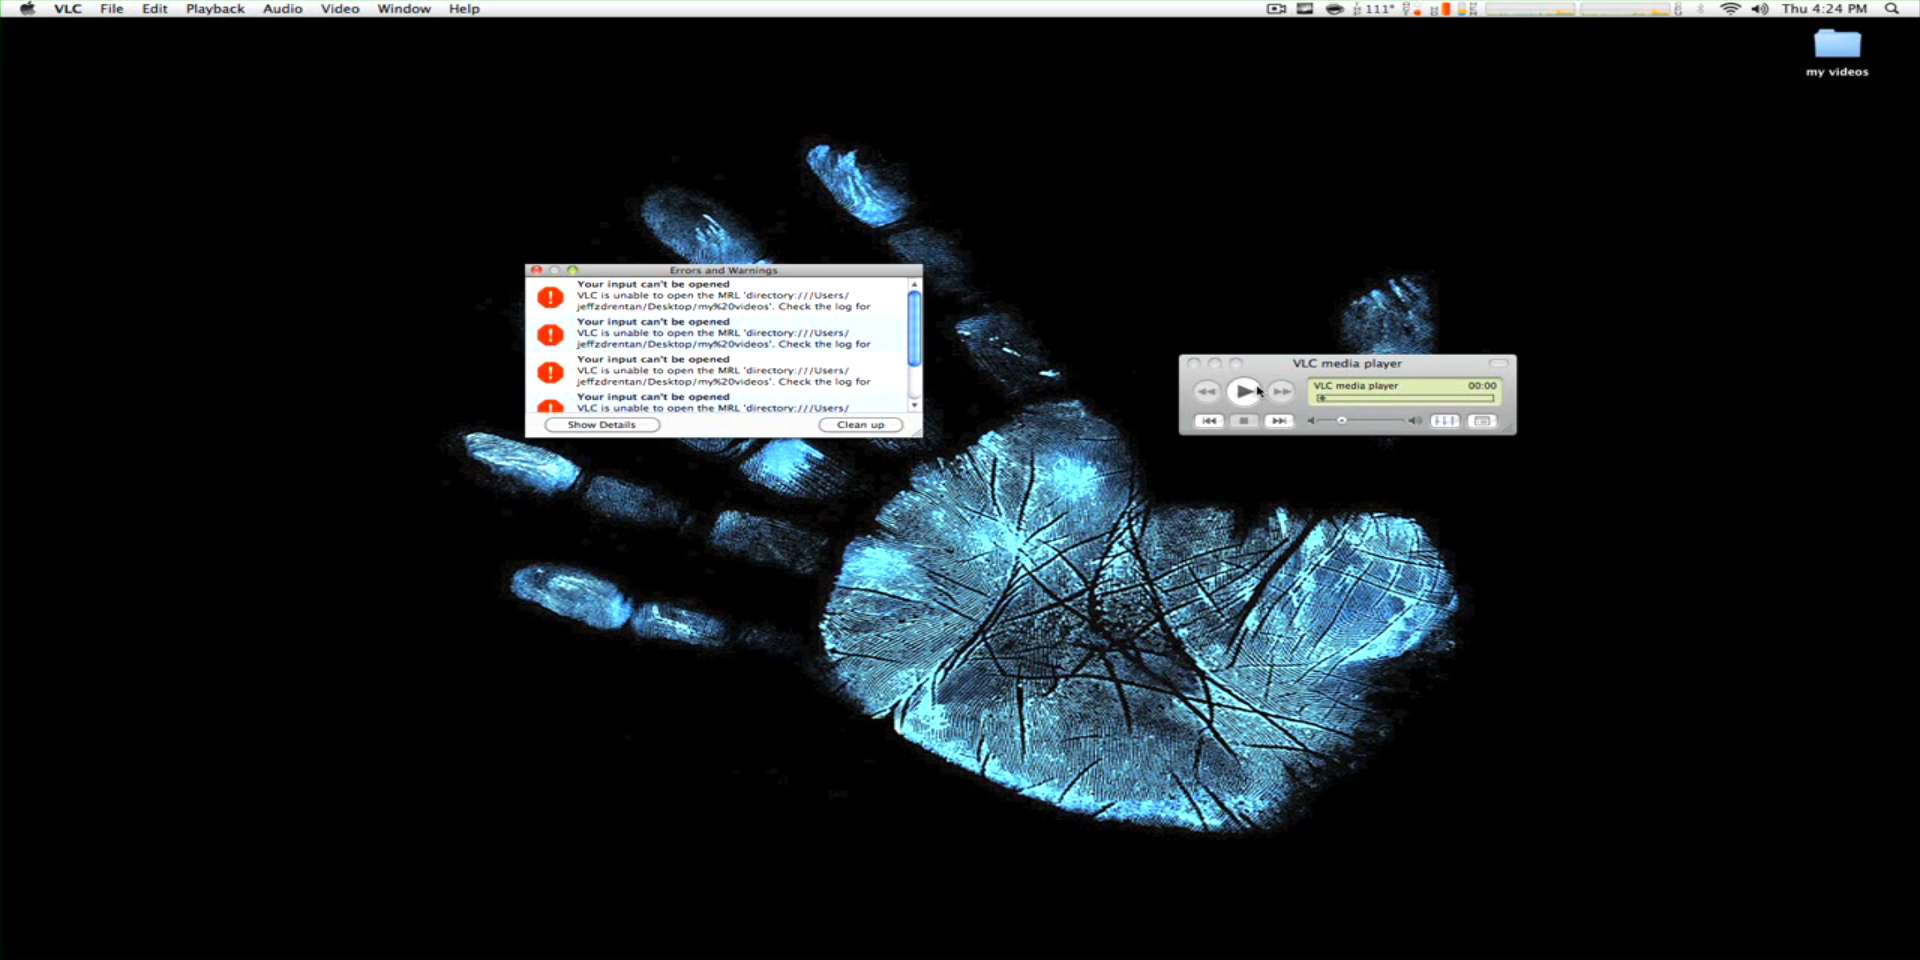 VLC File Edit Playback Audio Video Window Help
111° Thu 4:24 PM
my videos
Errors and Warnings
Your input can't be opened
VLC is unable to open the MRL 'directory:///Users/
jeffzdrentan/Desktop/my%20videos'. Check the log for
Your input can't be opened
VLC is unable to open the MRL 'directory:///Users/
jeffzdrentan/Desktop/my%20videos'. Check the log for
Your input can't be opened
VLC is unable to open the MRL 'directory:///Users/
jeffzdrentan/Desktop/my%20videos'. Check the log for
Your input can't be opened
VLC is unable to open the MRL 'directory:///Users/
Show Details Clean up
VLC media player
VLC media player 00:00